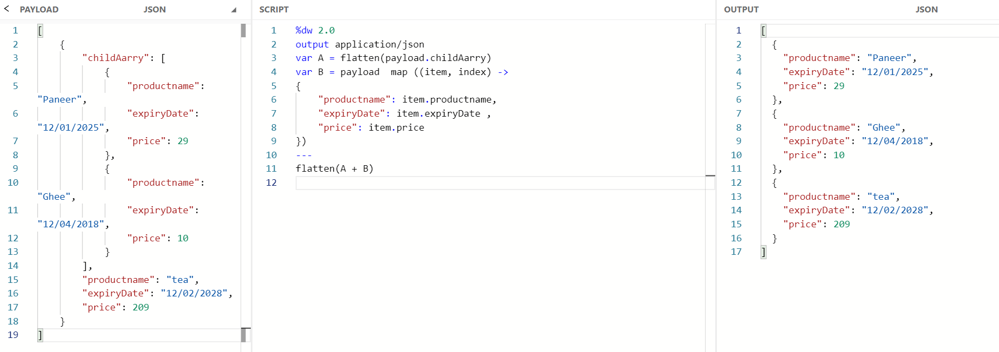 PAYLOAD JSON
1 [
2 {
3 "childAarry": [
4 {
5 "productname":
"Paneer",
6 "expiryDate":
"12/01/2025",
7 "price": 29
8 },
9 {
10 "productname":
"Ghee",
11 "expiryDate":
"12/04/2018",
12 "price": 10
13 }
14 ],
15 "productname": "tea",
16 "expiryDate": "12/02/2028",
17 "price": 209
18 }
19 ]
SCRIPT
1 %dw 2.0
2 output application/json
3 var A = flatten(payload.childAarry)
4 var B = payload  map ((item, index) ->
5 {
6 "productname": item.productname,
7 "expiryDate": item.expiryDate ,
8 "price": item.price
9 })
10 ---
11 flatten(A + B)
12
OUTPUT JSON
1 [
2 {
3 "productname": "Paneer",
4 "expiryDate": "12/01/2025",
5 "price": 29
6 },
7 {
8 "productname": "Ghee",
9 "expiryDate": "12/04/2018",
10 "price": 10
11 },
12 {
13 "productname": "tea",
14 "expiryDate": "12/02/2028",
15 "price": 209
16 }
17 ]